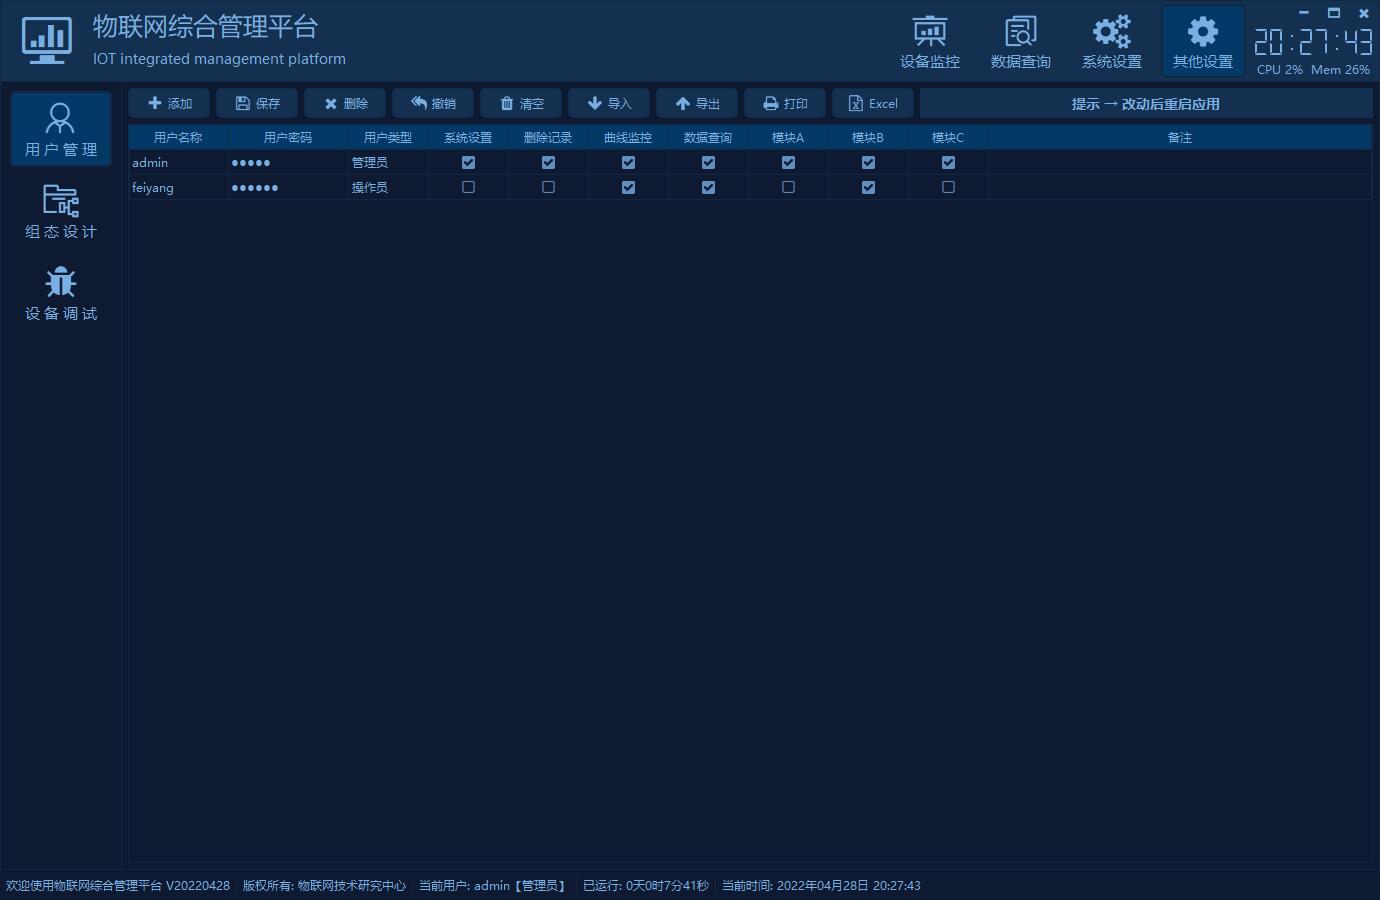 物联网综合管理平台
IOT integrated management platform
设备监控 数据查询 系统设置 其他设置
20:27:43
CPU 2% Mem 26%
用户管理
组态设计
设备调试
添加 保存 删除 撤销 清空 导入 导出 打印 Excel 提示 → 改动后重启应用
用户名称 用户密码 用户类型 系统设置 删除记录 曲线监控 数据查询 模块A 模块B 模块C 备注
admin ●●●●● 管理员
feiyang ●●●●●● 操作员
欢迎使用物联网综合管理平台 V20220428 版权所有: 物联网技术研究中心 当前用户: admin【管理员】 已运行: 0天0时7分41秒 当前时间: 2022年04月28日 20:27:43